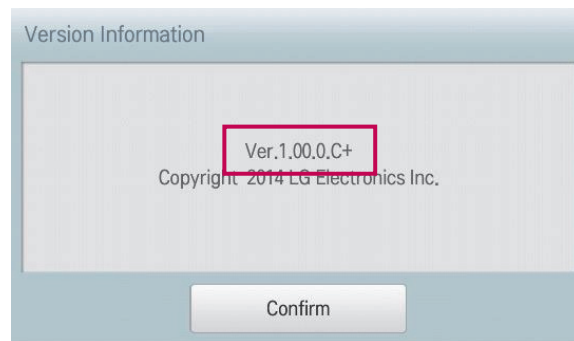 Version Information
Ver.1.00.0.C+
Copyright 2014 LG Electronics Inc.
Confirm